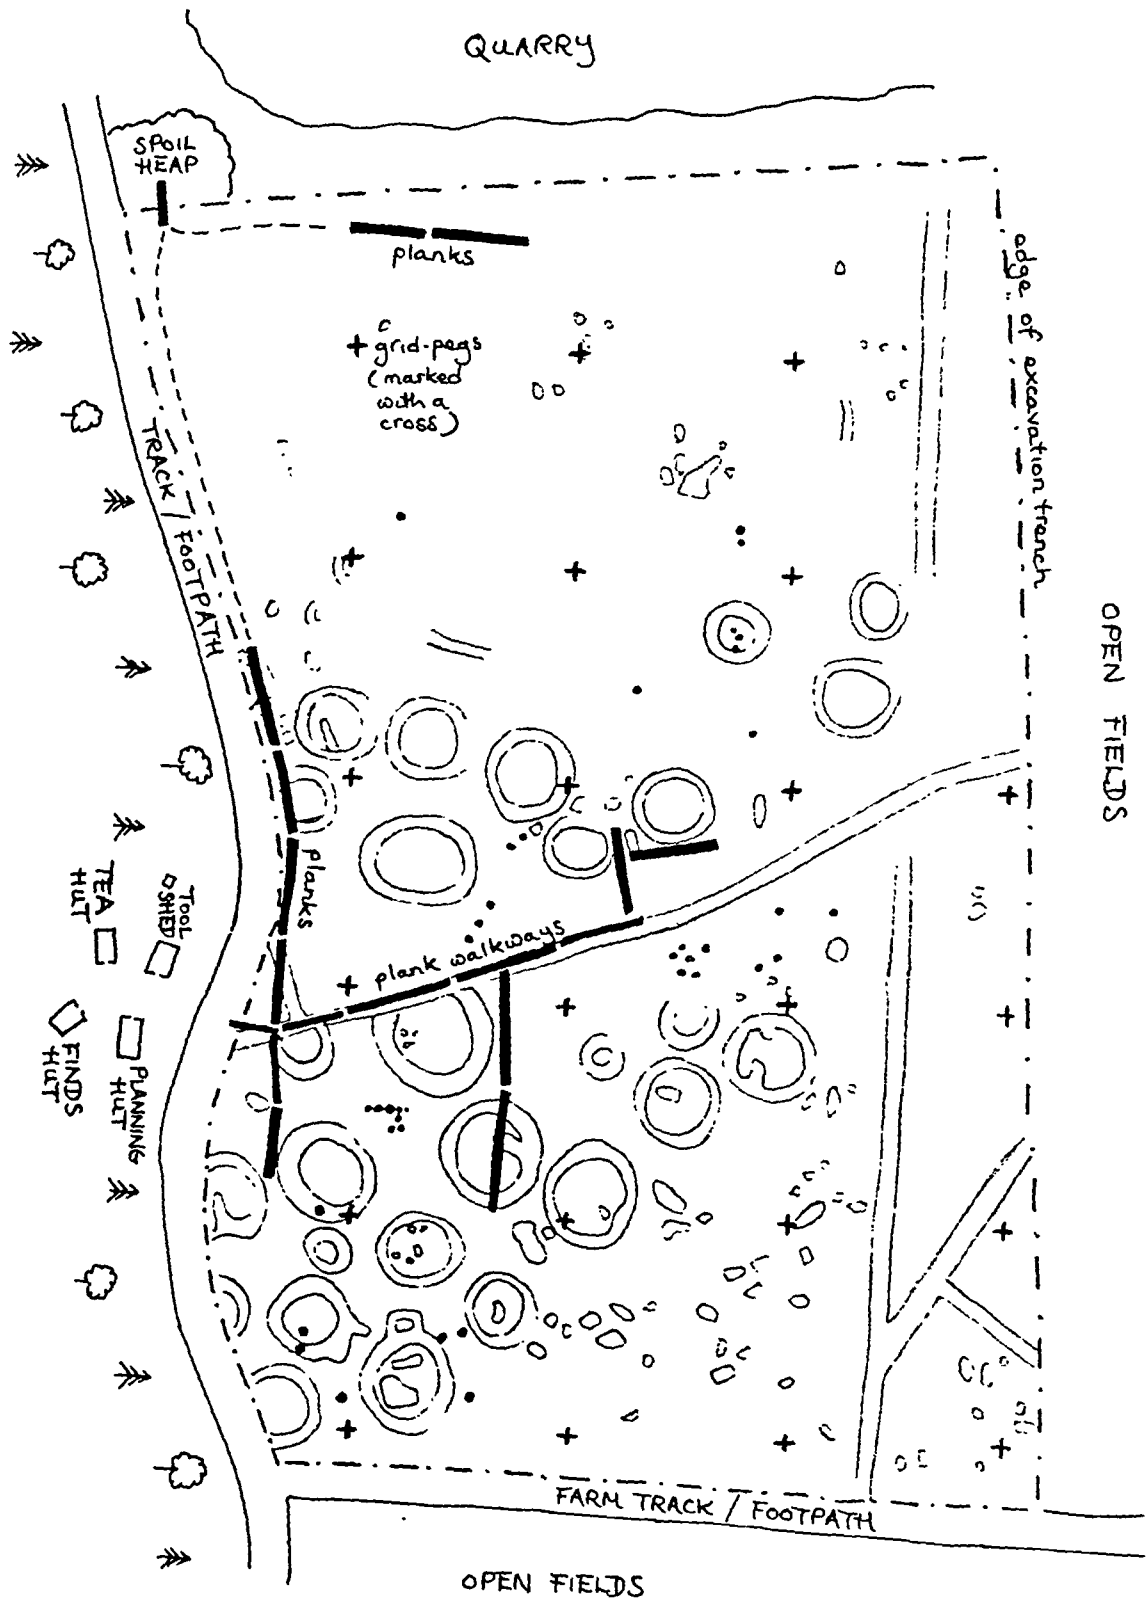 QUARRY
SPOIL
HEAP
planks
grid-pegs
(marked
with a
cross)
edge of excavation trench
TRACK / FOOTPATH
OPEN FIELDS
planks
TEA
HUT
TOOL
SHED
plank walkways
FINDS
HUT
PLANNING
HUT
FARM TRACK / FOOTPATH
OPEN FIELDS